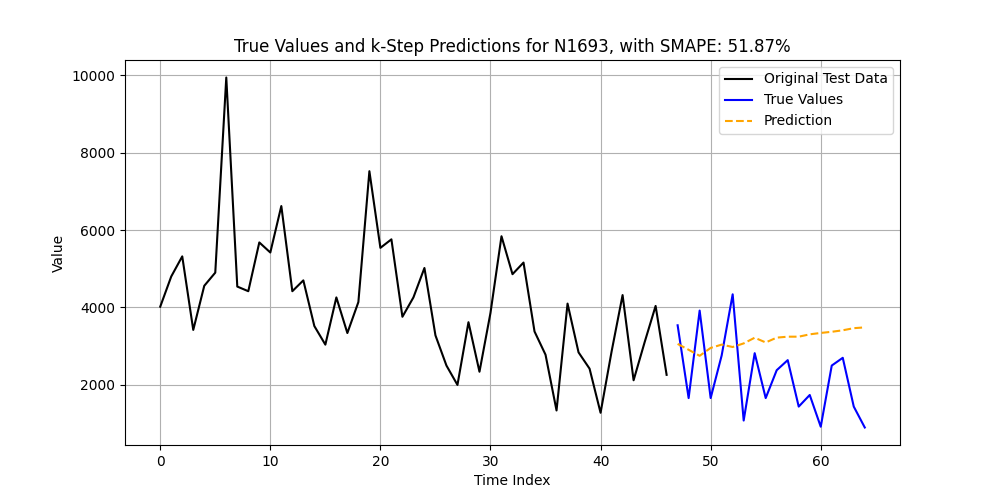 True Values and k-Step Predictions for N1693, with SMAPE: 51.87%
Original Test Data
True Values
Prediction
Value
10000
8000
6000
4000
2000
0 10 20 30 40 50 60
Time Index